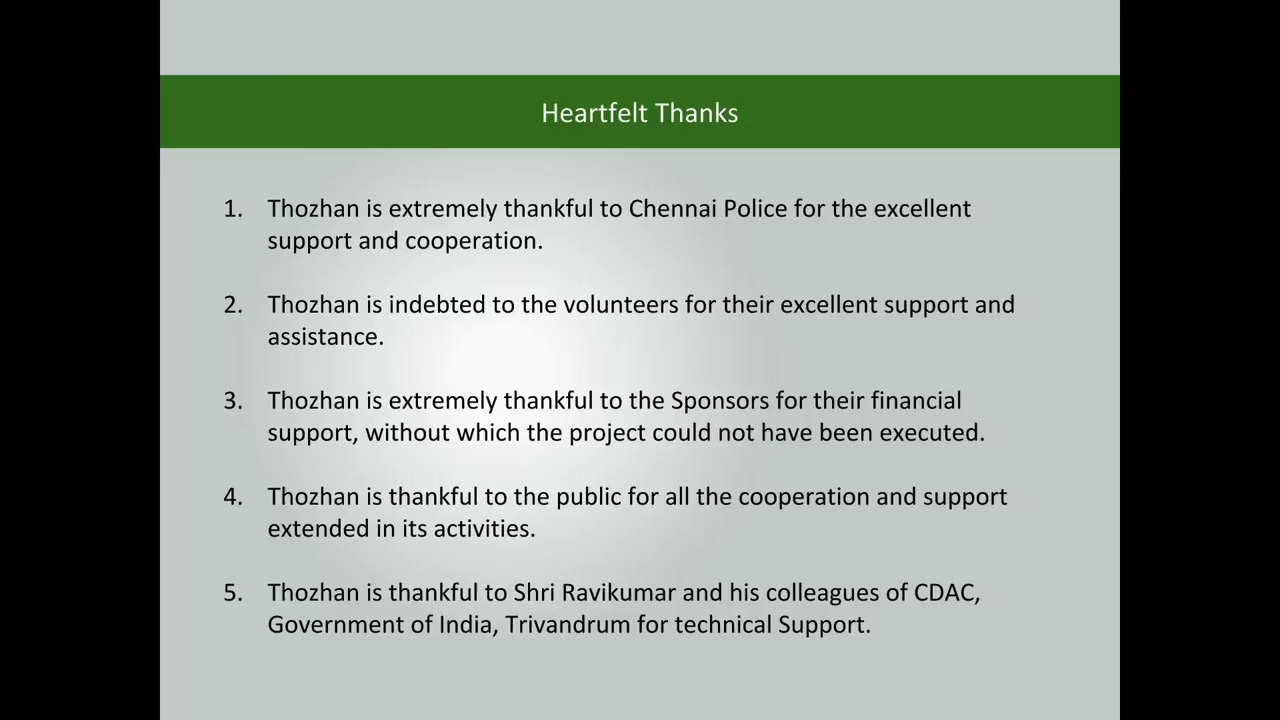 Heartfelt Thanks
1. Thozhan is extremely thankful to Chennai Police for the excellent
support and cooperation.
2. Thozhan is indebted to the volunteers for their excellent support and
assistance.
3. Thozhan is extremely thankful to the Sponsors for their financial
support, without which the project could not have been executed.
4. Thozhan is thankful to the public for all the cooperation and support
extended in its activities.
5. Thozhan is thankful to Shri Ravikumar and his colleagues of CDAC,
Government of India, Trivandrum for technical Support.